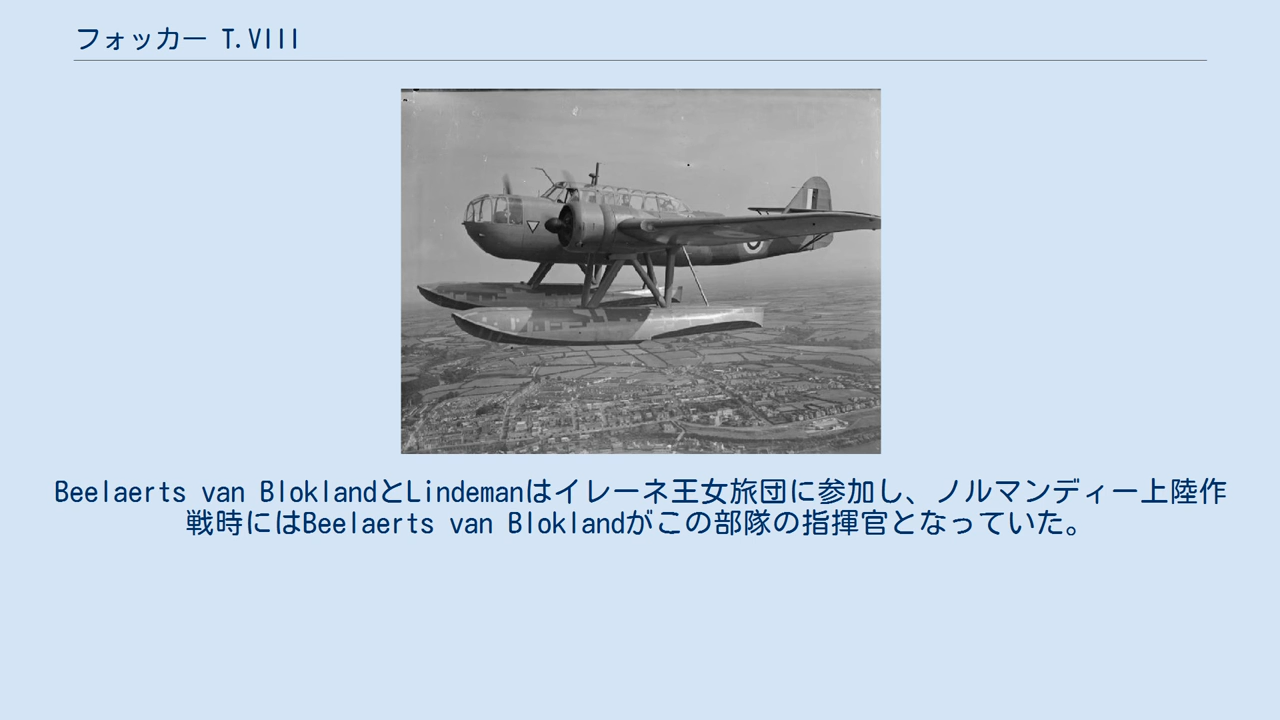 フォッカー T.VIII
Beelaerts van BloklandとLindemanはイレーネ王女旅団に参加し、ノルマンディー上陸作
戦時にはBeelaerts van Bloklandがこの部隊の指揮官となっていた。